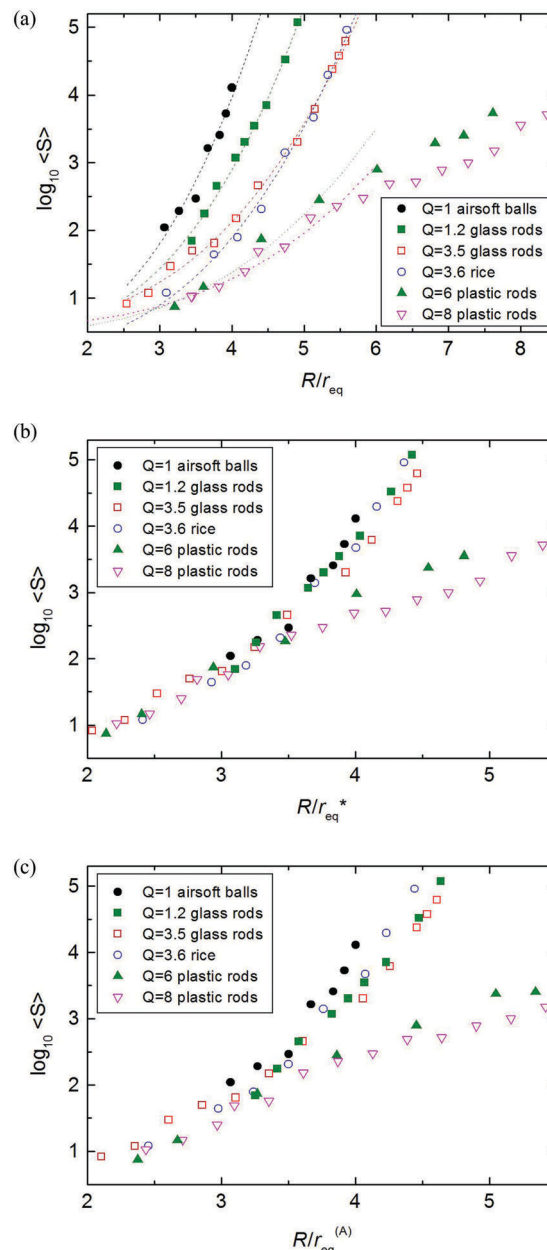 (a)
5
4
3
2
1
log₁₀ <S>
Q=1 airsoft balls
Q=1.2 glass rods
Q=3.5 glass rods
Q=3.6 rice
Q=6 plastic rods
Q=8 plastic rods
2 3 4 5 6 7 8
R/r_eq
(b)
5
4
3
2
1
log₁₀ <S>
Q=1 airsoft balls
Q=1.2 glass rods
Q=3.5 glass rods
Q=3.6 rice
Q=6 plastic rods
Q=8 plastic rods
2 3 4 5
R/r_eq*
(c)
5
4
3
2
1
log₁₀ <S>
Q=1 airsoft balls
Q=1.2 glass rods
Q=3.5 glass rods
Q=3.6 rice
Q=6 plastic rods
Q=8 plastic rods
2 3 4 5
R/r_eq^(A)